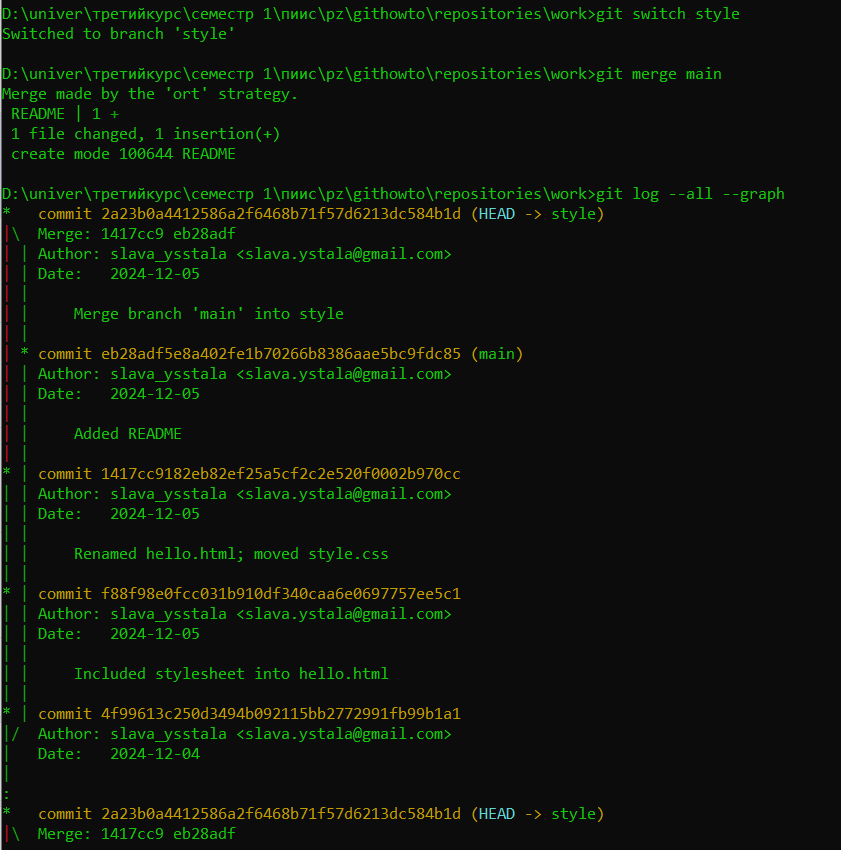 D:\univer\третийкурс\семестр 1\пиис\pz\githowto\repositories\work>git switch style
Switched to branch 'style'
D:\univer\третийкурс\семестр 1\пиис\pz\githowto\repositories\work>git merge main
Merge made by the 'ort' strategy.
 README | 1 +
 1 file changed, 1 insertion(+)
 create mode 100644 README
D:\univer\третийкурс\семестр 1\пиис\pz\githowto\repositories\work>git log --all --graph
*   commit 2a23b0a4412586a2f6468b71f57d6213dc584b1d (HEAD -> style)
|\  Merge: 1417cc9 eb28adf
| | Author: slava_ysstala <slava.ystala@gmail.com>
| | Date:   2024-12-05
| |
| |     Merge branch 'main' into style
| |
| * commit eb28adf5e8a402fe1b70266b8386aae5bc9fdc85 (main)
| | Author: slava_ysstala <slava.ystala@gmail.com>
| | Date:   2024-12-05
| |
| |     Added README
| |
* | commit 1417cc9182eb82ef25a5cf2c2e520f0002b970cc
| | Author: slava_ysstala <slava.ystala@gmail.com>
| | Date:   2024-12-05
| |
| |     Renamed hello.html; moved style.css
| |
* | commit f88f98e0fcc031b910df340caa6e0697757ee5c1
| | Author: slava_ysstala <slava.ystala@gmail.com>
| | Date:   2024-12-05
| |
| |     Included stylesheet into hello.html
| |
* | commit 4f99613c250d3494b092115bb2772991fb99b1a1
|/  Author: slava_ysstala <slava.ystala@gmail.com>
|   Date:   2024-12-04
|
:
*   commit 2a23b0a4412586a2f6468b71f57d6213dc584b1d (HEAD -> style)
|\  Merge: 1417cc9 eb28adf